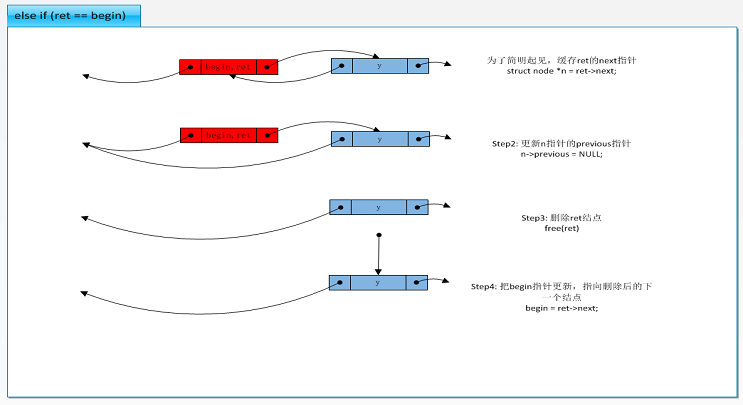 else if (ret == begin)
begin,ret
y
为了简明起见，缓存ret的next指针
struct node *n = ret->next;
begin,ret
y
Step2: 更新n指针的previous指针
n->previous = NULL;
y
Step3: 删除ret结点
free(ret)
y
Step4: 把begin指针更新，指向删除后的下
一个结点
begin = ret->next;